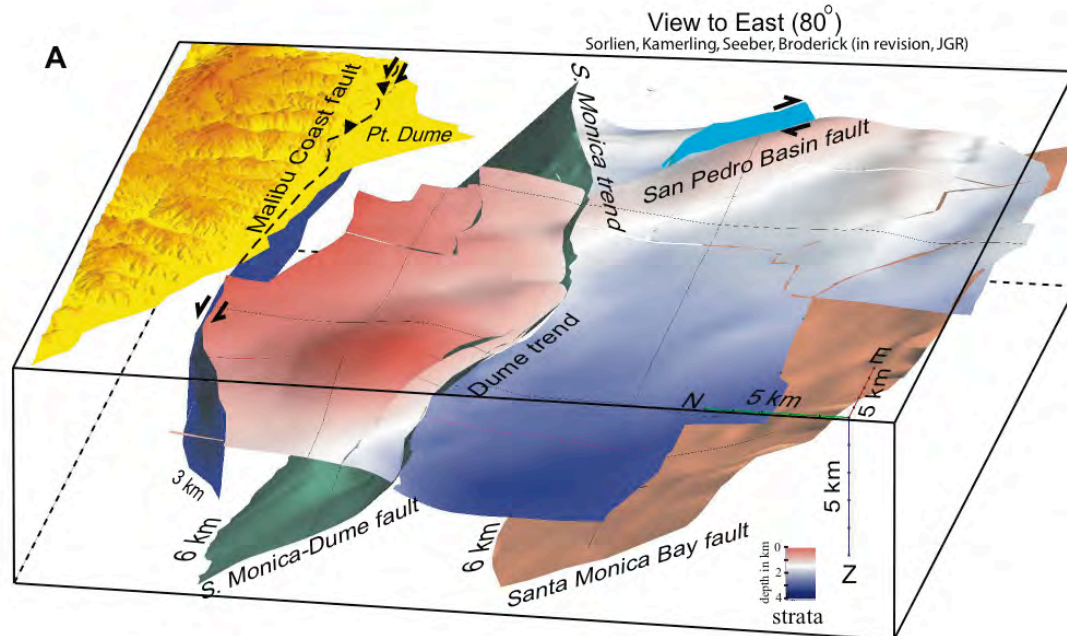 View to East (80°)
Sorlien, Kamerling, Seeber, Broderick (in revision, JGR)
A
Malibu Coast fault
Pt. Dume
S. Monica trend
San Pedro Basin fault
Dume trend
N
5 km
E
5 km
5 km
Z
3 km
6 km
S. Monica-Dume fault
6 km
Santa Monica Bay fault
depth in km
0
2
4
strata